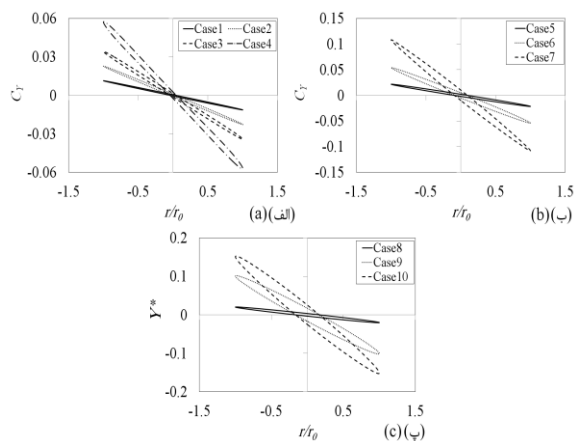 0.06
0.03
0
-0.03
-0.06
C_Y
Case1 Case2
Case3 Case4
-1.5 -0.5 0.5 1.5
r/r₀ (a)(الف)
0.15
0.1
0.05
0
-0.05
-0.1
-0.15
C_Y
Case5
Case6
Case7
-1.5 -0.5 0.5 1.5
r/r₀ (b)(ب)
0.2
0.1
0
-0.1
-0.2
Y*
Case8
Case9
Case10
-1.5 -0.5 0.5 1.5
r/r₀ (c)(پ)